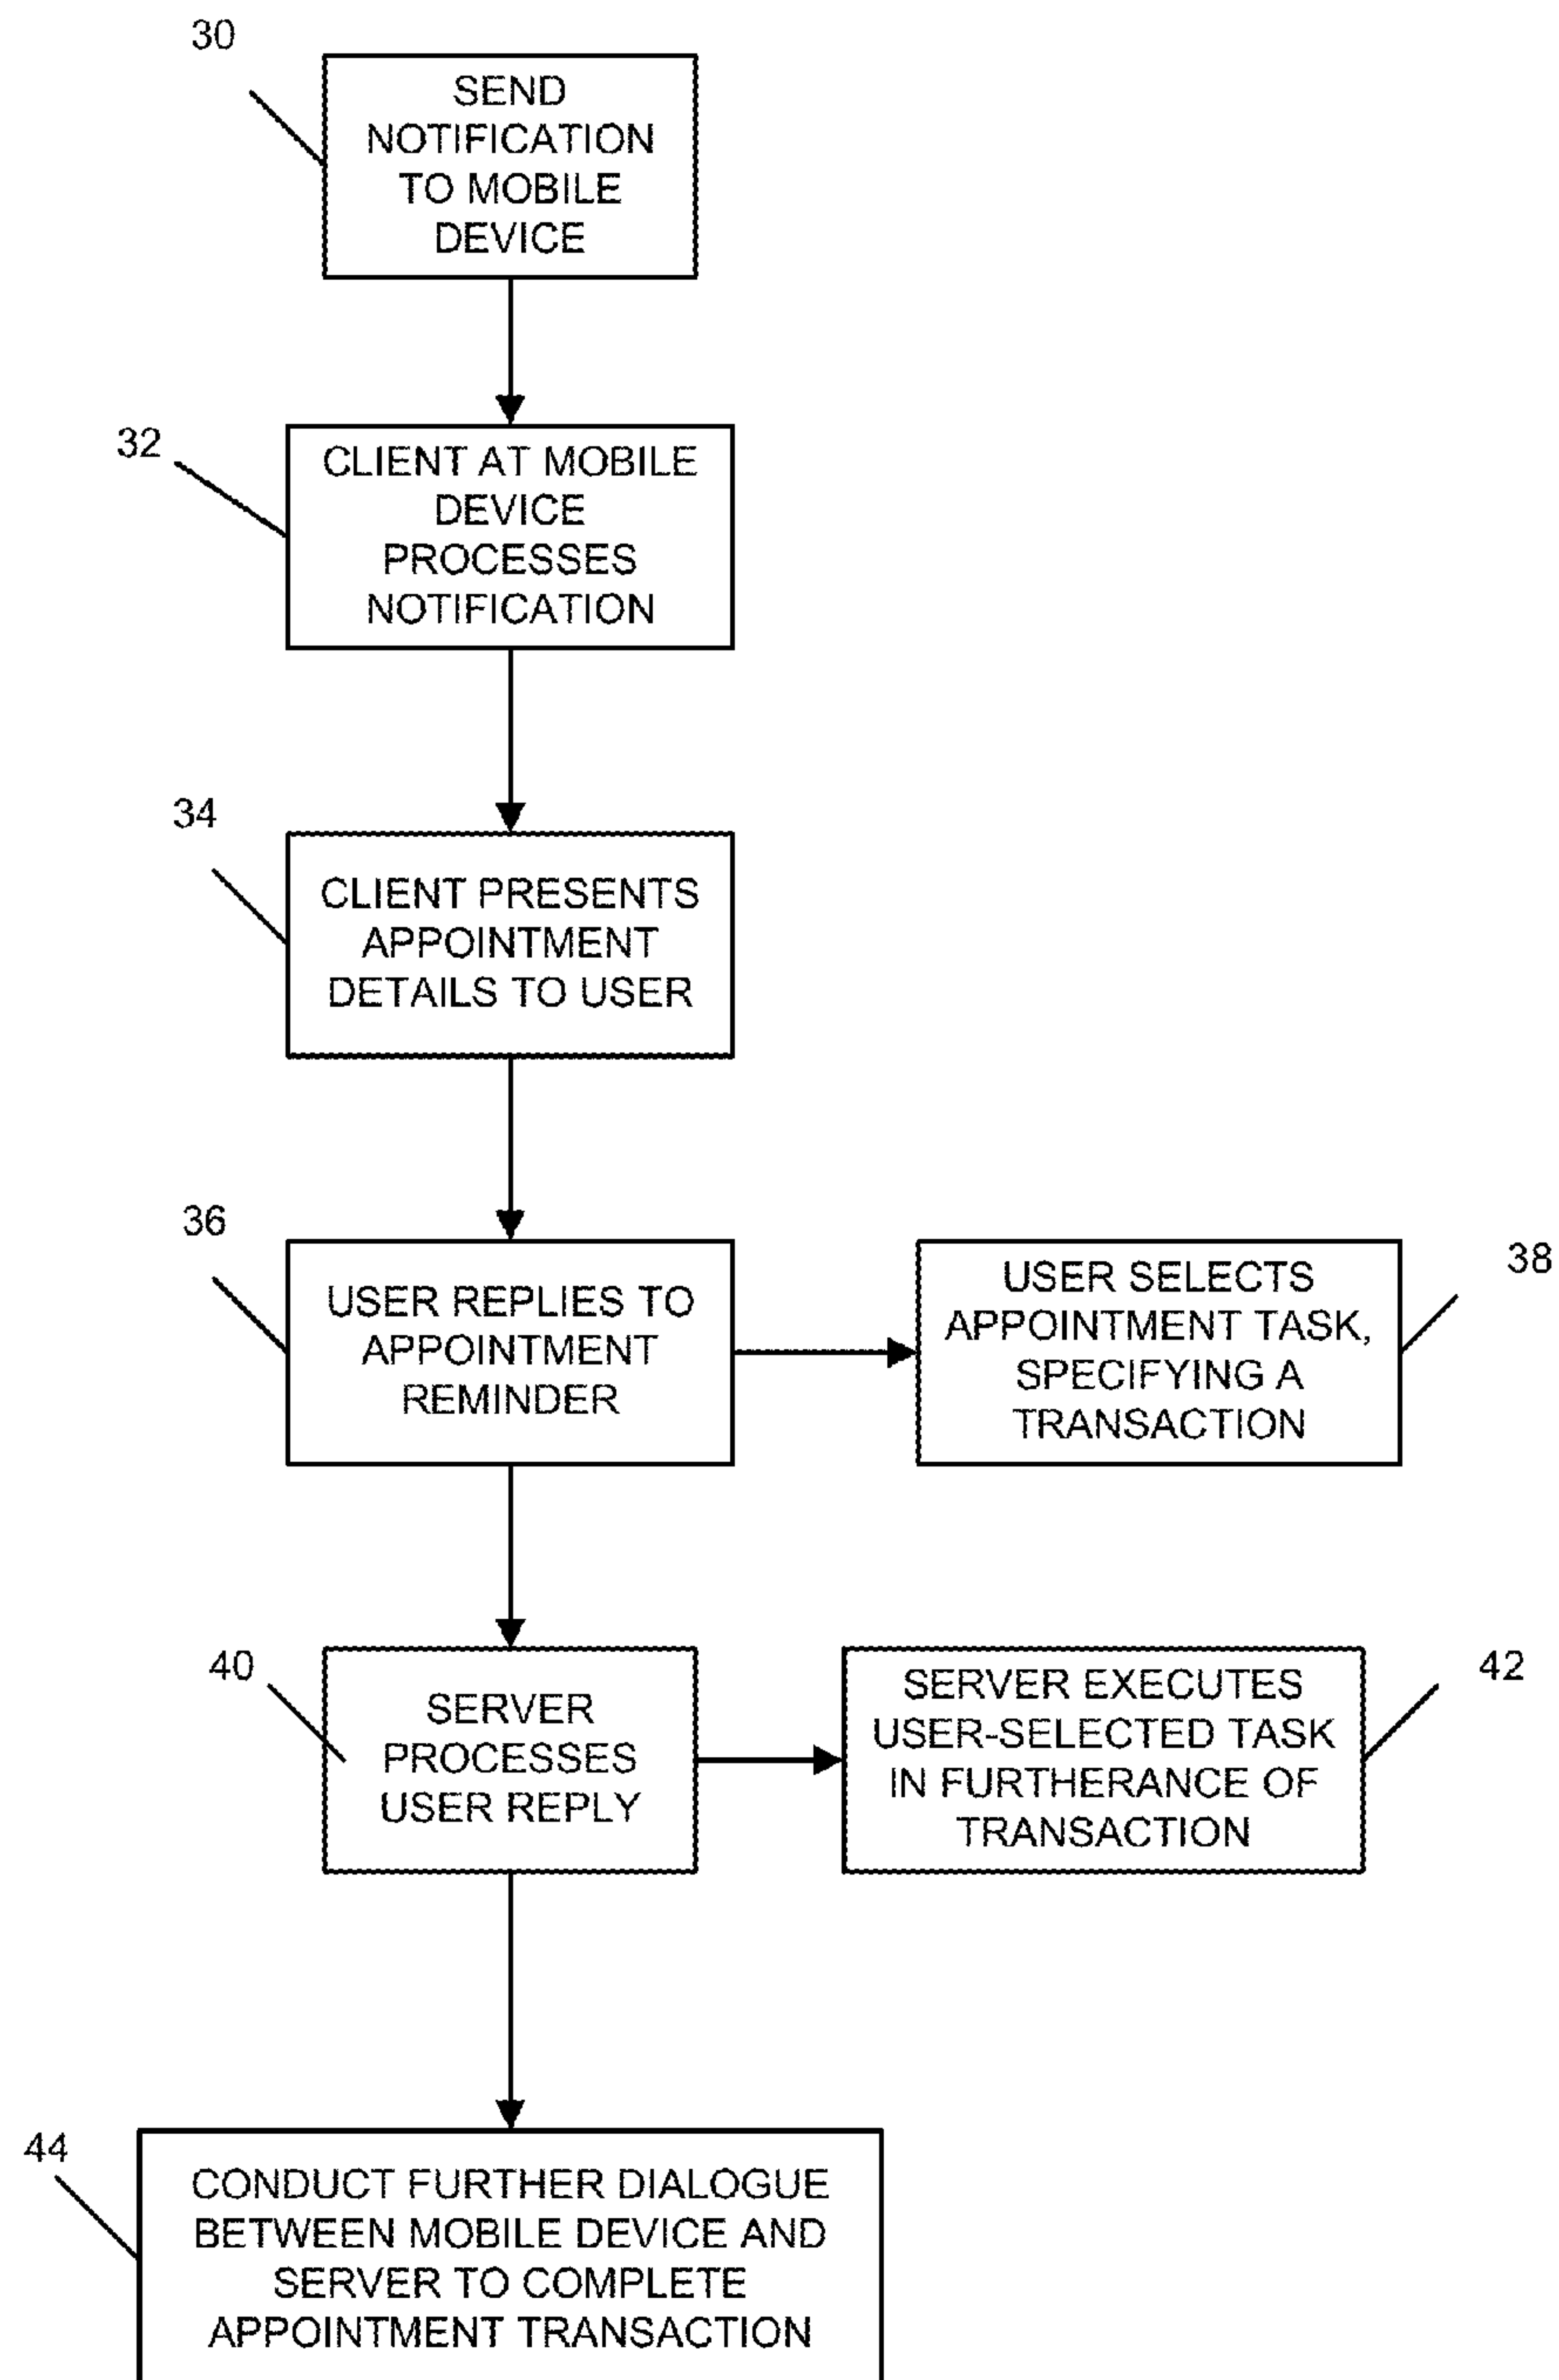 30
SEND
NOTIFICATION
TO MOBILE
DEVICE
32
CLIENT AT MOBILE
DEVICE
PROCESSES
NOTIFICATION
34
CLIENT PRESENTS
APPOINTMENT
DETAILS TO USER
36
USER REPLIES TO
APPOINTMENT
REMINDER
38
USER SELECTS
APPOINTMENT TASK,
SPECIFYING A
TRANSACTION
40
SERVER
PROCESSES
USER REPLY
42
SERVER EXECUTES
USER-SELECTED TASK
IN FURTHERANCE OF
TRANSACTION
44
CONDUCT FURTHER DIALOGUE
BETWEEN MOBILE DEVICE AND
SERVER TO COMPLETE
APPOINTMENT TRANSACTION